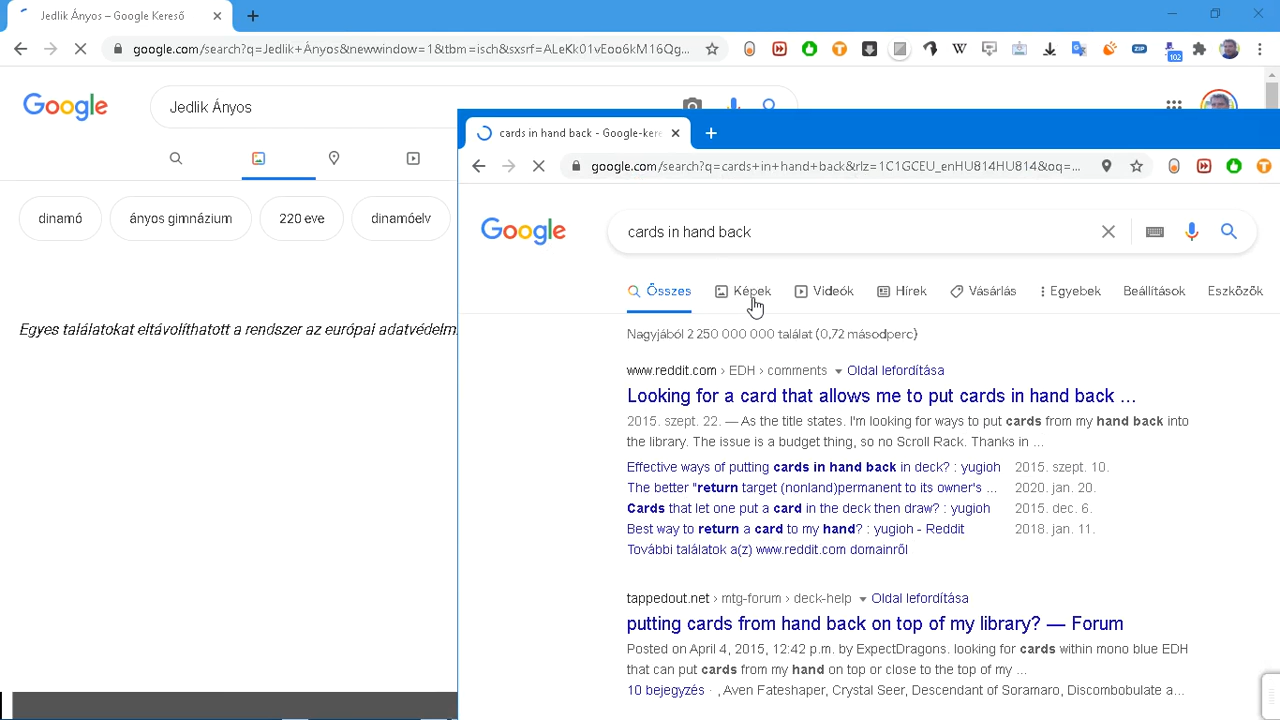 Jedlik Ányos – Google Kereső
google.com/search?q=Jedlik+Ányos&newwindow=1&tbm=isch&sxsrf=ALeKk01vEoo6kM16Qg...
ZIP
102
Google
Jedlik Ányos
dinamó
ányos gimnázium
220 eve
dinamóelv
Egyes találatokat eltávolíthatott a rendszer az európai adatvédelmi
cards in hand back - Google-kere
google.com/search?q=cards+in+hand+back&rlz=1C1GCEU_enHU814HU814&oq=...
Google
cards in hand back
Összes
Képek
Videók
Hírek
Vásárlás
Egyebek
Beállítások
Eszközök
Nagyjából 2 250 000 000 találat (0,72 másodperc)
www.reddit.com › EDH › comments
Oldal lefordítása
Looking for a card that allows me to put cards in hand back ...
2015. szept. 22. — As the title states. I'm looking for ways to put cards from my hand back into
the library. The issue is a budget thing, so no Scroll Rack. Thanks in ...
Effective ways of putting cards in hand back in deck? : yugioh 2015. szept. 10.
The better "return target (nonland)permanent to its owner's ... 2020. jan. 20.
Cards that let one put a card in the deck then draw? : yugioh 2015. dec. 6.
Best way to return a card to my hand? : yugioh - Reddit 2018. jan. 11.
További találatok a(z) www.reddit.com domainről
tappedout.net › mtg-forum › deck-help
Oldal lefordítása
putting cards from hand back on top of my library? — Forum
Posted on April 4, 2015, 12:42 p.m. by ExpectDragons. looking for cards within mono blue EDH
that can put cards from my hand on top or close to the top of my ...
10 bejegyzés · , Aven Fateshaper, Crystal Seer, Descendant of Soramaro, Discombobulate a...